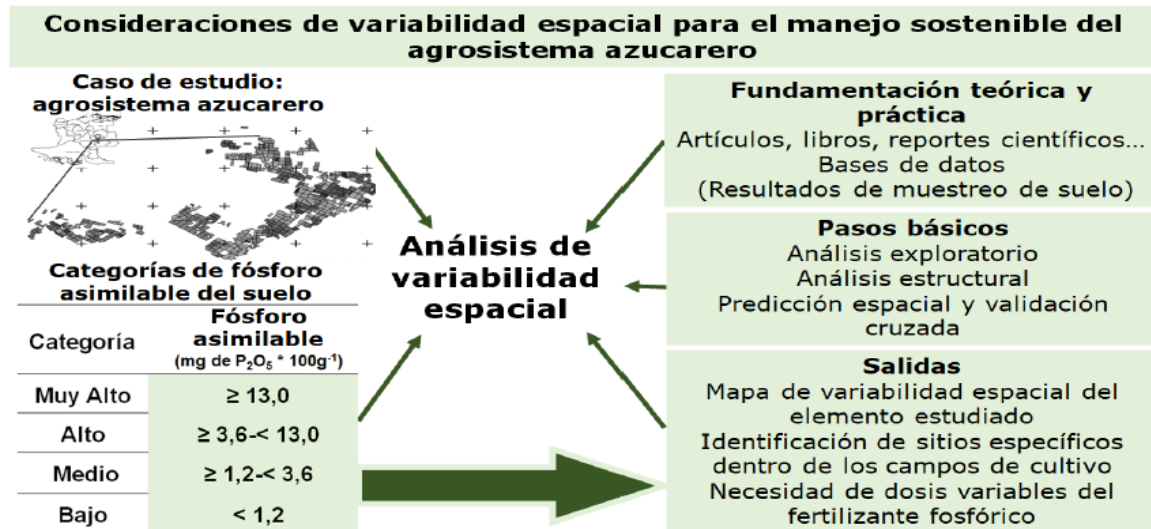 Consideraciones de variabilidad espacial para el manejo sostenible del
agrosistema azucarero
Caso de estudio:
agrosistema azucarero
Categorías de fósforo
asimilable del suelo
Categoría
Fósforo
asimilable
(mg de P₂O₅ * 100g⁻¹)
Muy Alto ≥ 13,0
Alto ≥ 3,6-< 13,0
Medio ≥ 1,2-< 3,6
Bajo < 1,2
Análisis de
variabilidad
espacial
Fundamentación teórica y
práctica
Artículos, libros, reportes científicos...
Bases de datos
(Resultados de muestreo de suelo)
Pasos básicos
Análisis exploratorio
Análisis estructural
Predicción espacial y validación
cruzada
Salidas
Mapa de variabilidad espacial del
elemento estudiado
Identificación de sitios específicos
dentro de los campos de cultivo
Necesidad de dosis variables del
fertilizante fosfórico